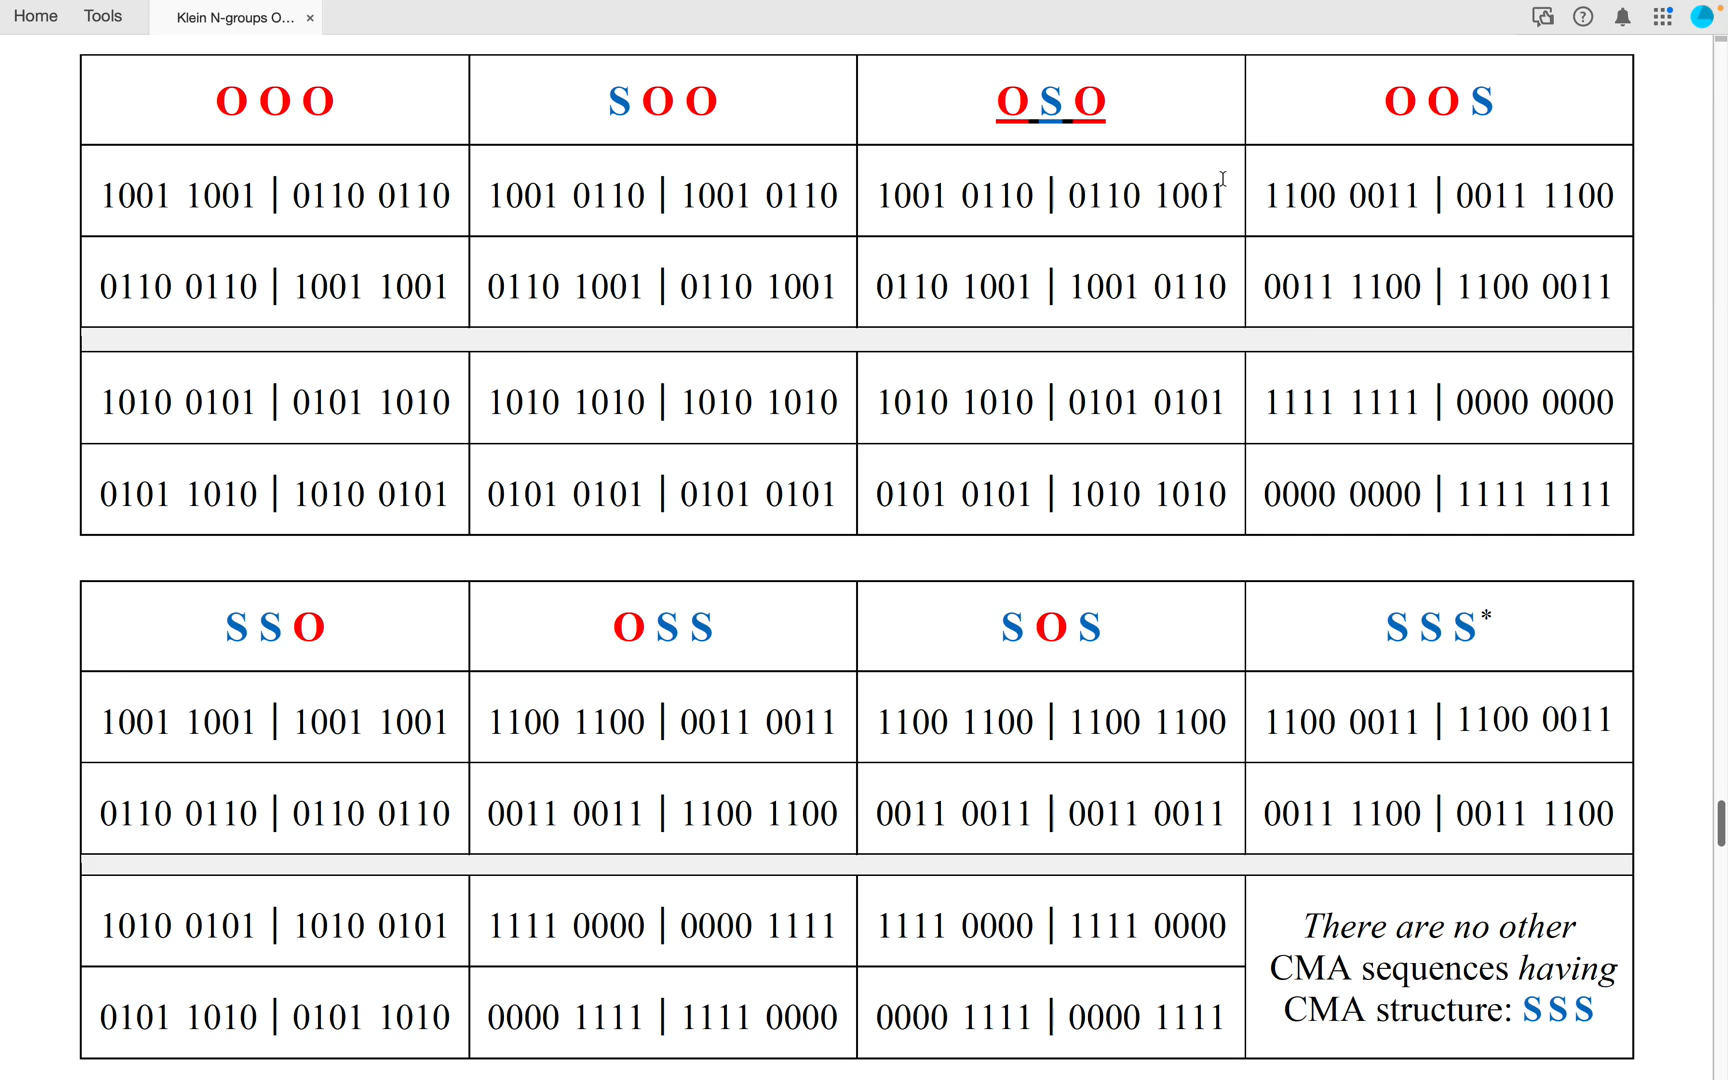 Home Tools Klein N-groups O... ×
O O O S O O O S O O O S
1001 1001 | 0110 0110 1001 0110 | 1001 0110 1001 0110 | 0110 1001 1100 0011 | 0011 1100
0110 0110 | 1001 1001 0110 1001 | 0110 1001 0110 1001 | 1001 0110 0011 1100 | 1100 0011
1010 0101 | 0101 1010 1010 1010 | 1010 1010 1010 1010 | 0101 0101 1111 1111 | 0000 0000
0101 1010 | 1010 0101 0101 0101 | 0101 0101 0101 0101 | 1010 1010 0000 0000 | 1111 1111
S S O O S S S O S S S S*
1001 1001 | 1001 1001 1100 1100 | 0011 0011 1100 1100 | 1100 1100 1100 0011 | 1100 0011
0110 0110 | 0110 0110 0011 0011 | 1100 1100 0011 0011 | 0011 0011 0011 1100 | 0011 1100
1010 0101 | 1010 0101 1111 0000 | 0000 1111 1111 0000 | 1111 0000
0101 1010 | 0101 1010 0000 1111 | 1111 0000 0000 1111 | 0000 1111
There are no other
CMA sequences having
CMA structure: S S S